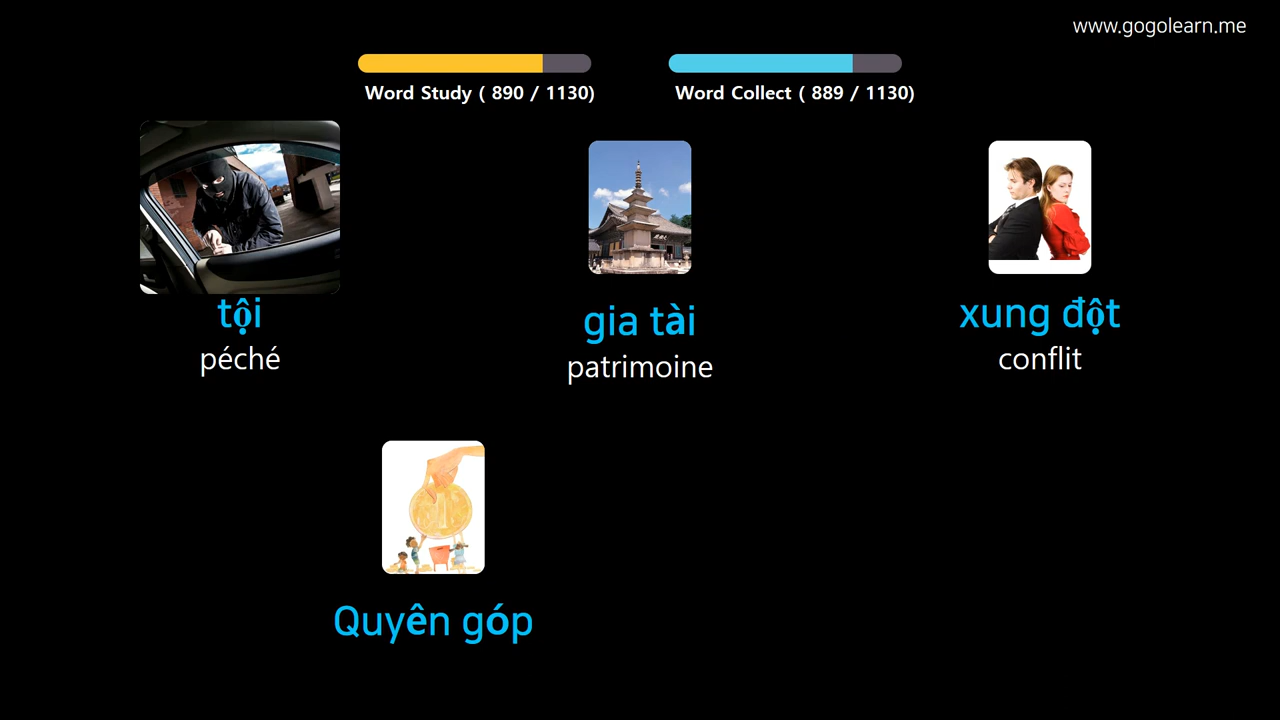 www.gogolearn.me
Word Study ( 890 / 1130)
Word Collect ( 889 / 1130)
tội
péché
gia tài
patrimoine
xung đột
conflit
Quyên góp